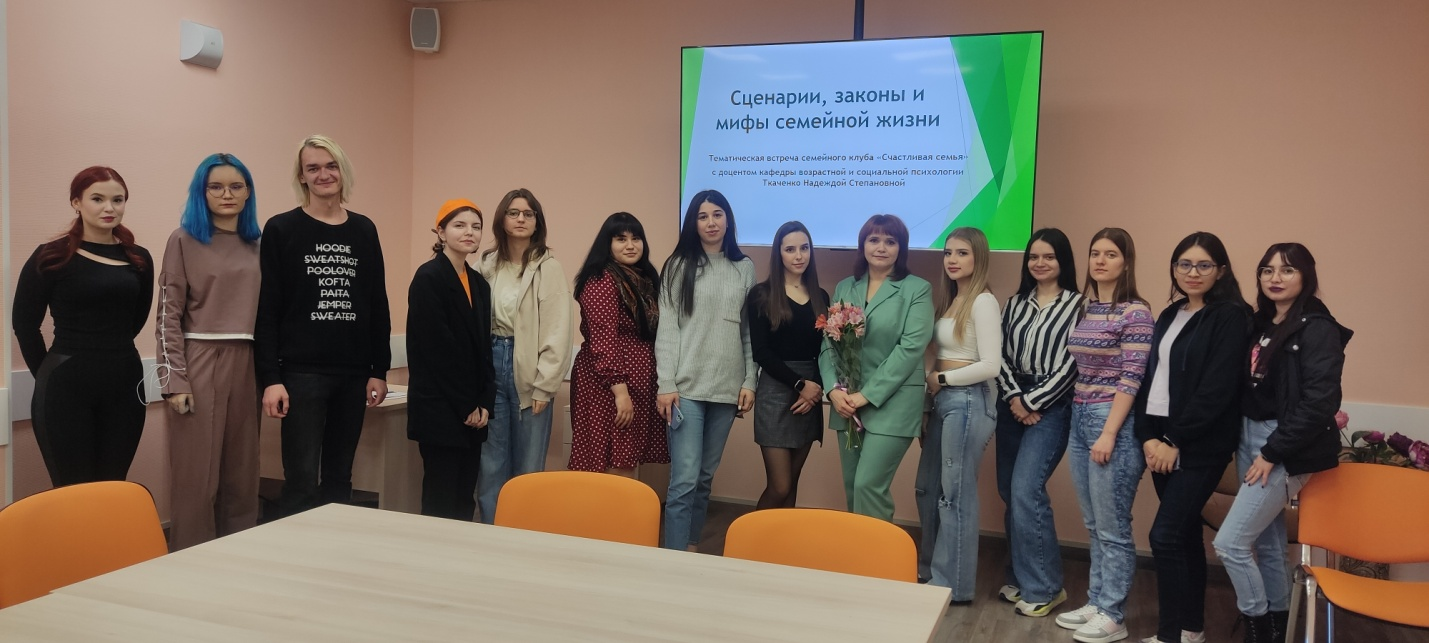 Сценарии, законы и
мифы семейной жизни
Тематическая встреча семейного клуба «Счастливая семья»
с доцентом кафедры возрастной и социальной психологии
Ткаченко Надеждой Степановной
HOODE
SWEATSHOT
POOLOVER
KOFTA
PAITA
JEMPER
SWEATER